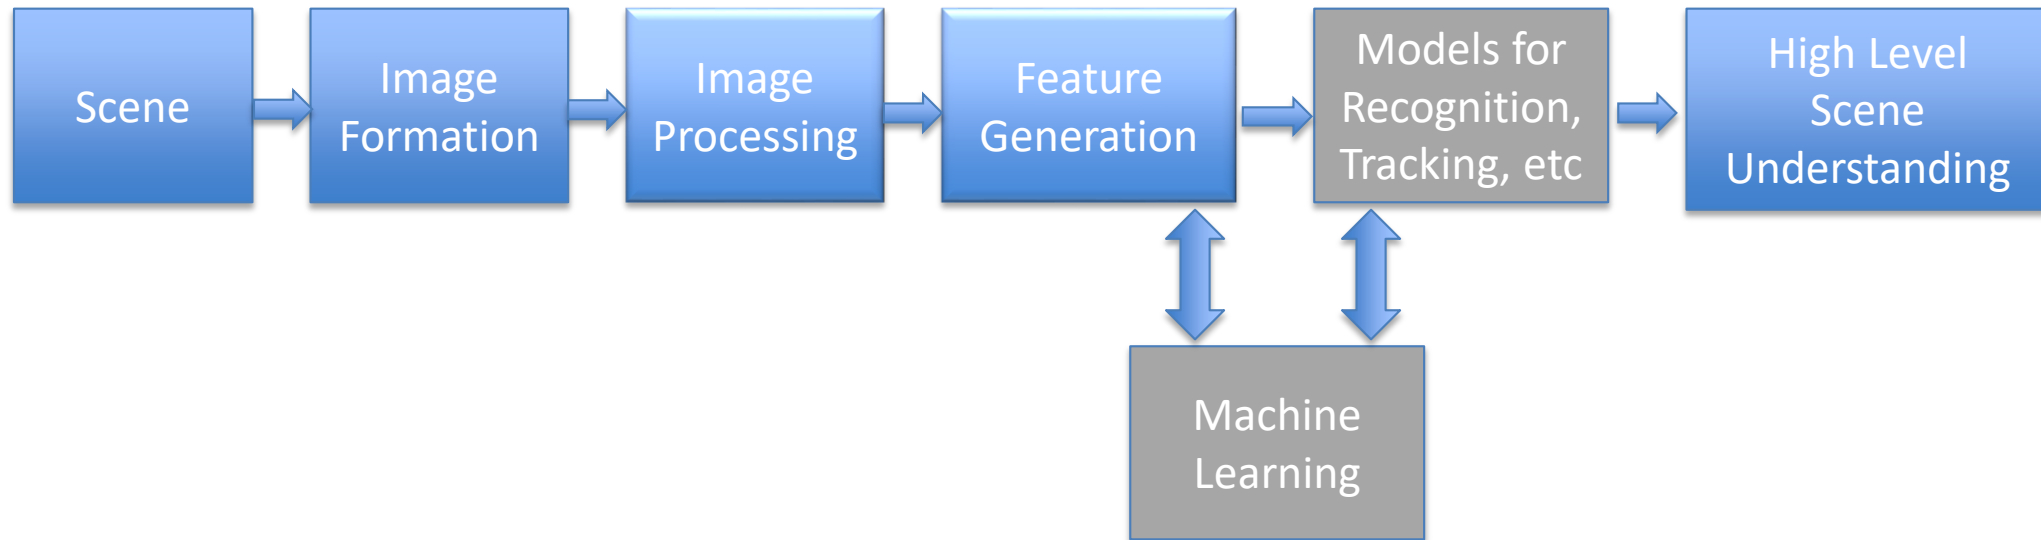 Scene
Image
Formation
Image
Processing
Feature
Generation
Models for
Recognition,
Tracking, etc
High Level
Scene
Understanding
Machine
Learning